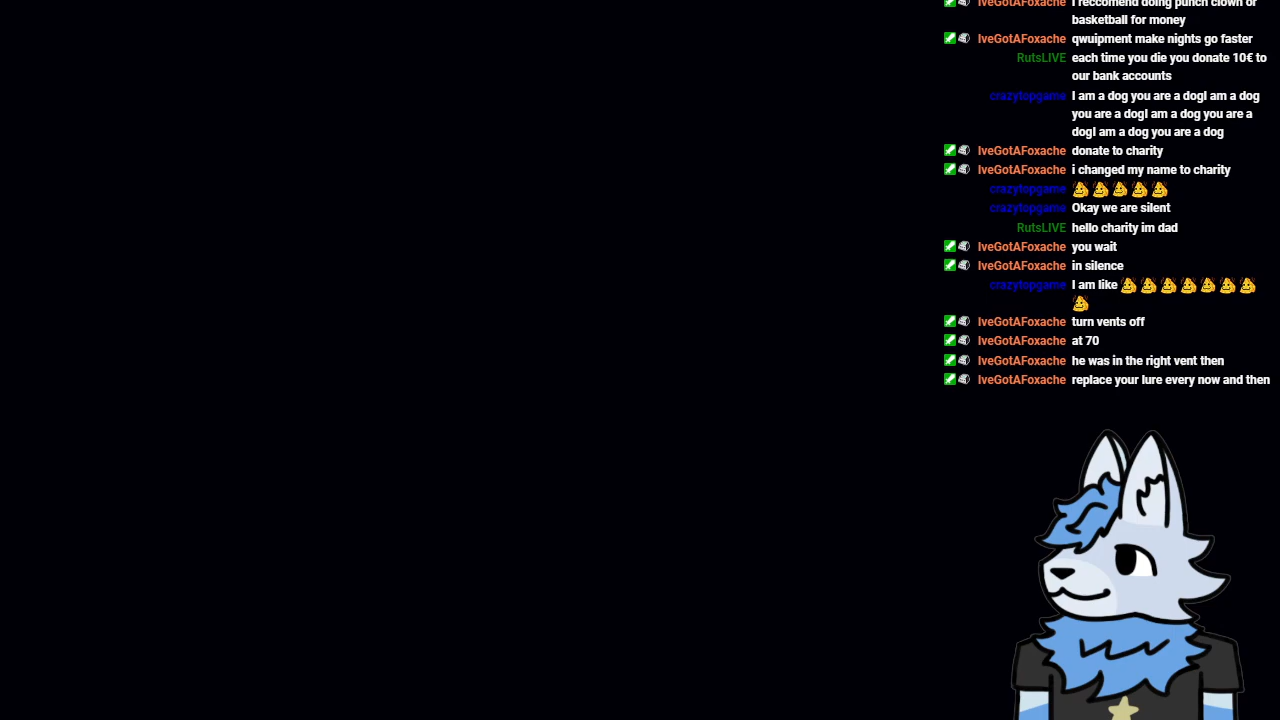 IveGotAFoxache i reccomend doing punch clown or
basketball for money
IveGotAFoxache qwuipment make nights go faster
RutsLIVE each time you die you donate 10€ to
our bank accounts
crazytopgame I am a dog you are a dogI am a dog
you are a dogI am a dog you are a
dogI am a dog you are a dog
IveGotAFoxache donate to charity
IveGotAFoxache i changed my name to charity
crazytopgame
crazytopgame Okay we are silent
RutsLIVE hello charity im dad
IveGotAFoxache you wait
IveGotAFoxache in silence
crazytopgame I am like
IveGotAFoxache turn vents off
IveGotAFoxache at 70
IveGotAFoxache he was in the right vent then
IveGotAFoxache replace your lure every now and then